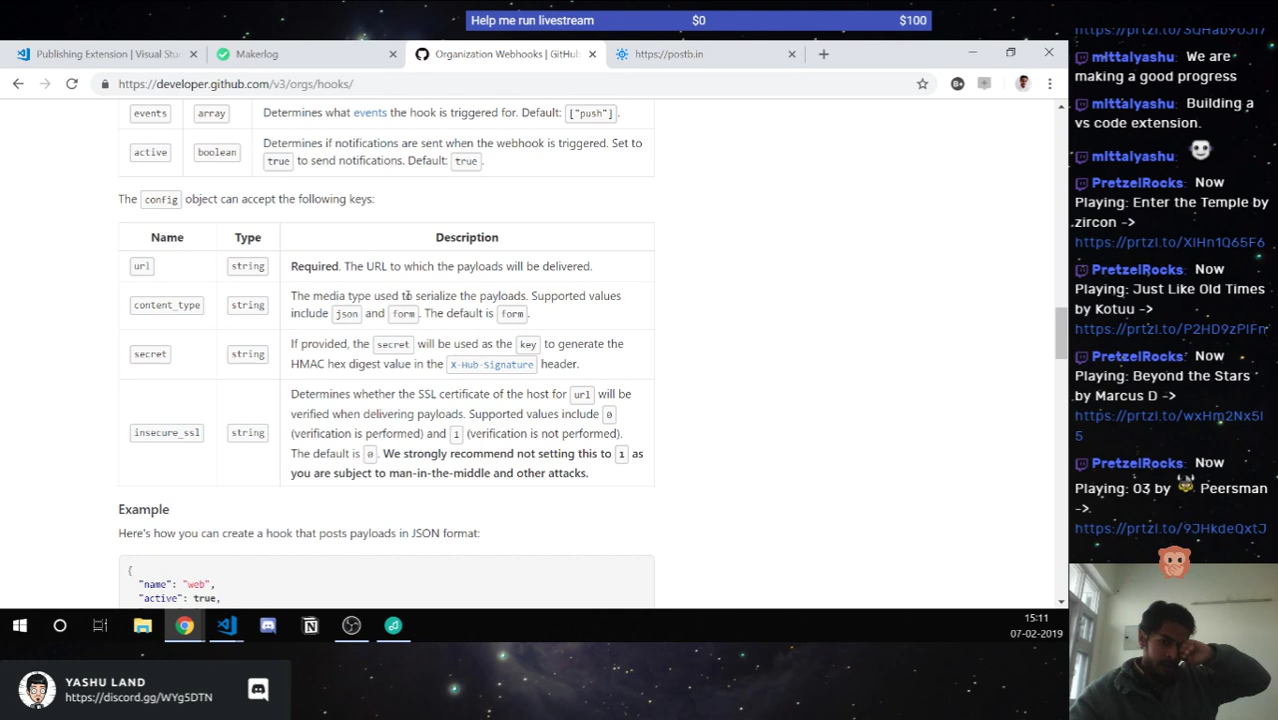 Help me run livestream $0 $100
Publishing Extension | Visual Stu
Makerlog
Organization Webhooks | GitHub
https://postb.in
https://developer.github.com/v3/orgs/hooks/
events array Determines what events the hook is triggered for. Default: ["push"].
active boolean Determines if notifications are sent when the webhook is triggered. Set to
true to send notifications. Default: true.
The config object can accept the following keys:
Name Type Description
url string Required. The URL to which the payloads will be delivered.
content_type string The media type used to serialize the payloads. Supported values
include json and form. The default is form.
secret string If provided, the secret will be used as the key to generate the
HMAC hex digest value in the X-Hub-Signature header.
insecure_ssl string Determines whether the SSL certificate of the host for url will be
verified when delivering payloads. Supported values include 0
(verification is performed) and 1 (verification is not performed).
The default is 0. We strongly recommend not setting this to 1 as
you are subject to man-in-the-middle and other attacks.
Example
Here's how you can create a hook that posts payloads in JSON format:
{
"name": "web",
"active": true,
15:11
07-02-2019
YASHU LAND
https://discord.gg/WYg5DTN
mittalyashu: We are
making a good progress
mittalyashu: Building a
vs code extension.
mittalyashu:
PretzelRocks: Now
Playing: Enter the Temple by
zircon ->
https://prtzl.to/XlHn1Q65F6
PretzelRocks: Now
Playing: Just Like Old Times
by Kotuu ->
https://prtzl.to/P2HD9zPlFn
PretzelRocks: Now
Playing: Beyond the Stars
by Marcus D ->
https://prtzl.to/wxHm2Nx5l
5
PretzelRocks: Now
Playing: 03 by Peersman
->
https://prtzl.to/9JHkdeQxtJ